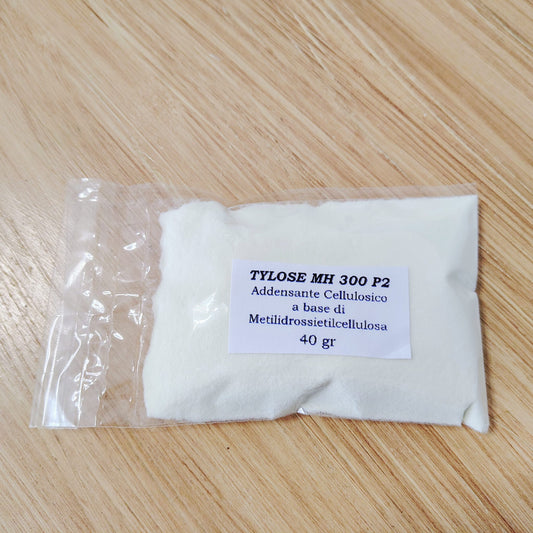 TYLOSE MH 300 P2
Addensante Cellulosico
a base di
Metilidrossietilcellulosa
40 gr